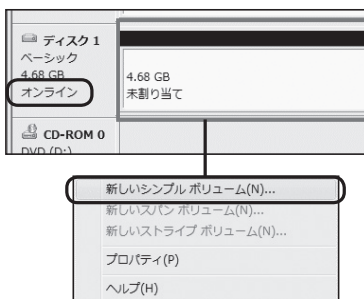 ディスク 1
ベーシック
4.68 GB
オンライン
4.68 GB
未割り当て
CD-ROM 0
DVD (D:)
新しいシンプル ボリューム(N)...
新しいスパン ボリューム(N)...
新しいストライプ ボリューム(N)...
プロパティ(P)
ヘルプ(H)